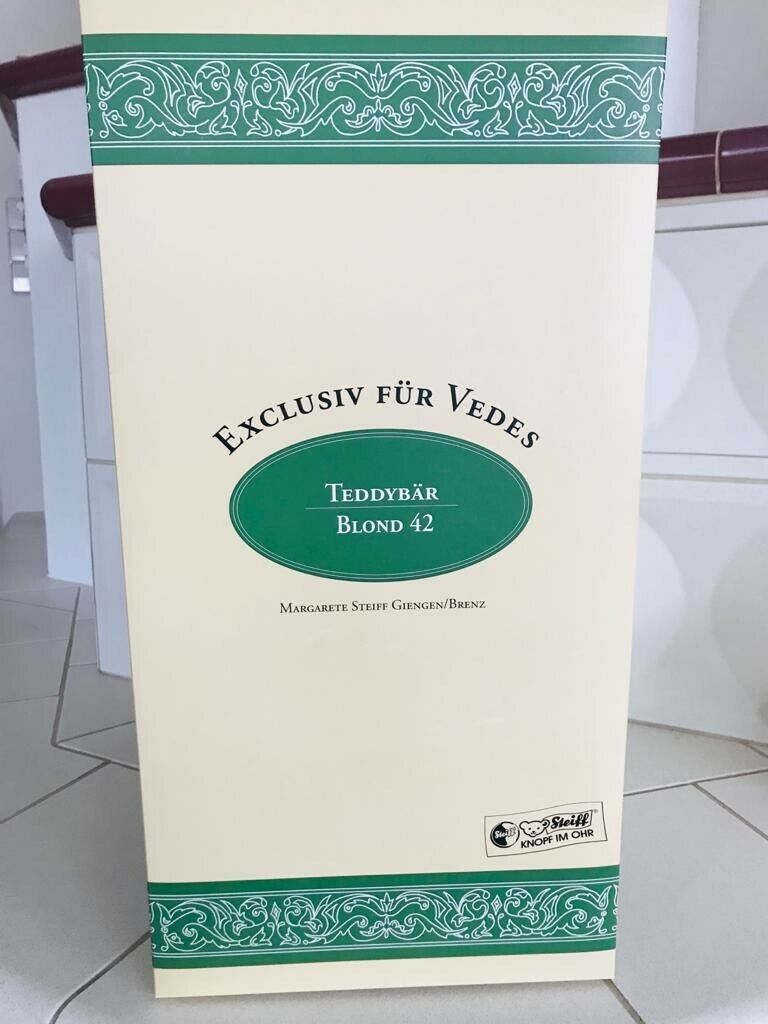 EXCLUSIV FÜR VEDES
TEDDYBÄR
BLOND 42
MARGARETE STEIFF GIENGEN/BRENZ
Steiff Steiff®
KNOPF IM OHR